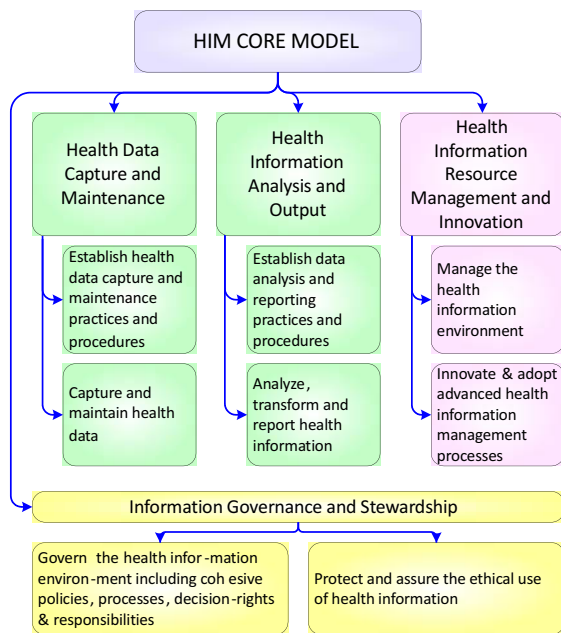 HIM CORE MODEL
Health Data
Capture and
Maintenance
Health
Information
Analysis and
Output
Health
Information
Resource
Management and
Innovation
Establish health
data capture and
maintenance
practices and
procedures
Establish data
analysis and
reporting
practices and
procedures
Manage the
health
information
environment
Capture and
maintain health
data
Analyze, 
transform and
report health
information
Innovate & adopt
advanced health
information
management
processes
Information Governance and Stewardship
Govern the health infor-mation
environ-ment including coh esive
policies, processes, decision-rights
& responsibilities
Protect and assure the ethical use
of health information